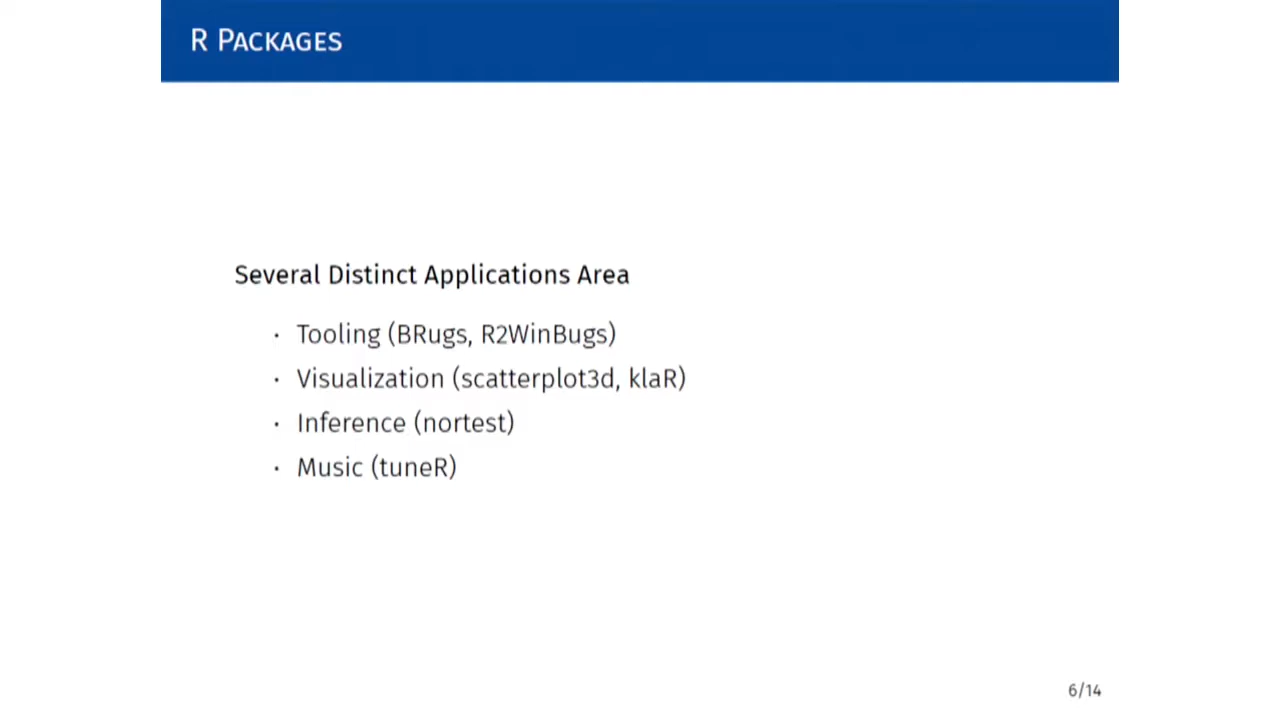 R PACKAGES
Several Distinct Applications Area
· Tooling (BRugs, R2WinBugs)
· Visualization (scatterplot3d, klaR)
· Inference (nortest)
· Music (tuneR)
6/14